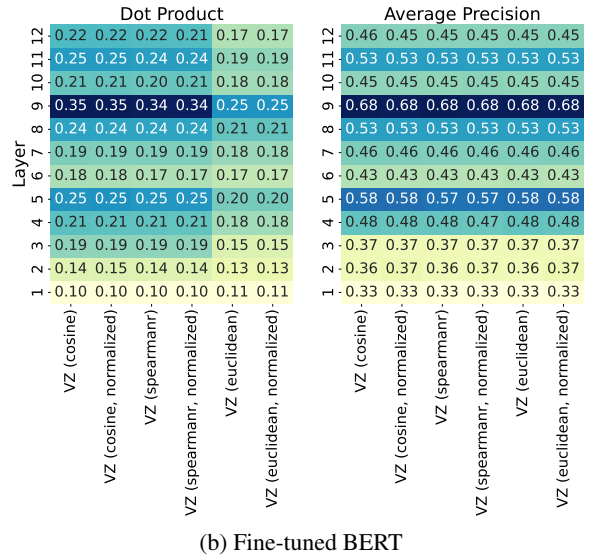 Dot Product
Average Precision
Layer
12 0.22 0.22 0.22 0.21 0.17 0.17
11 0.25 0.25 0.24 0.24 0.19 0.19
10 0.21 0.21 0.20 0.21 0.18 0.18
9 0.35 0.35 0.34 0.34 0.25 0.25
8 0.24 0.24 0.24 0.24 0.21 0.21
7 0.19 0.19 0.19 0.19 0.18 0.18
6 0.18 0.18 0.17 0.17 0.17 0.17
5 0.25 0.25 0.25 0.25 0.20 0.20
4 0.21 0.21 0.21 0.21 0.18 0.18
3 0.19 0.19 0.19 0.19 0.15 0.15
2 0.14 0.15 0.14 0.14 0.13 0.13
1 0.10 0.10 0.10 0.10 0.11 0.11
VZ (cosine)
VZ (cosine, normalized)
VZ (spearmanr)
VZ (spearmanr, normalized)
VZ (euclidean)
VZ (euclidean, normalized)
12 0.46 0.45 0.45 0.45 0.45 0.45
11 0.53 0.53 0.53 0.53 0.53 0.53
10 0.45 0.45 0.45 0.45 0.45 0.45
9 0.68 0.68 0.68 0.68 0.68 0.68
8 0.53 0.53 0.53 0.53 0.53 0.53
7 0.46 0.46 0.46 0.46 0.46 0.46
6 0.43 0.43 0.43 0.43 0.43 0.43
5 0.58 0.58 0.57 0.57 0.58 0.58
4 0.48 0.48 0.48 0.47 0.48 0.48
3 0.37 0.37 0.37 0.37 0.37 0.37
2 0.36 0.37 0.36 0.36 0.36 0.37
1 0.33 0.33 0.33 0.33 0.33 0.33
VZ (cosine)
VZ (cosine, normalized)
VZ (spearmanr)
VZ (spearmanr, normalized)
VZ (euclidean)
VZ (euclidean, normalized)
(b) Fine-tuned BERT